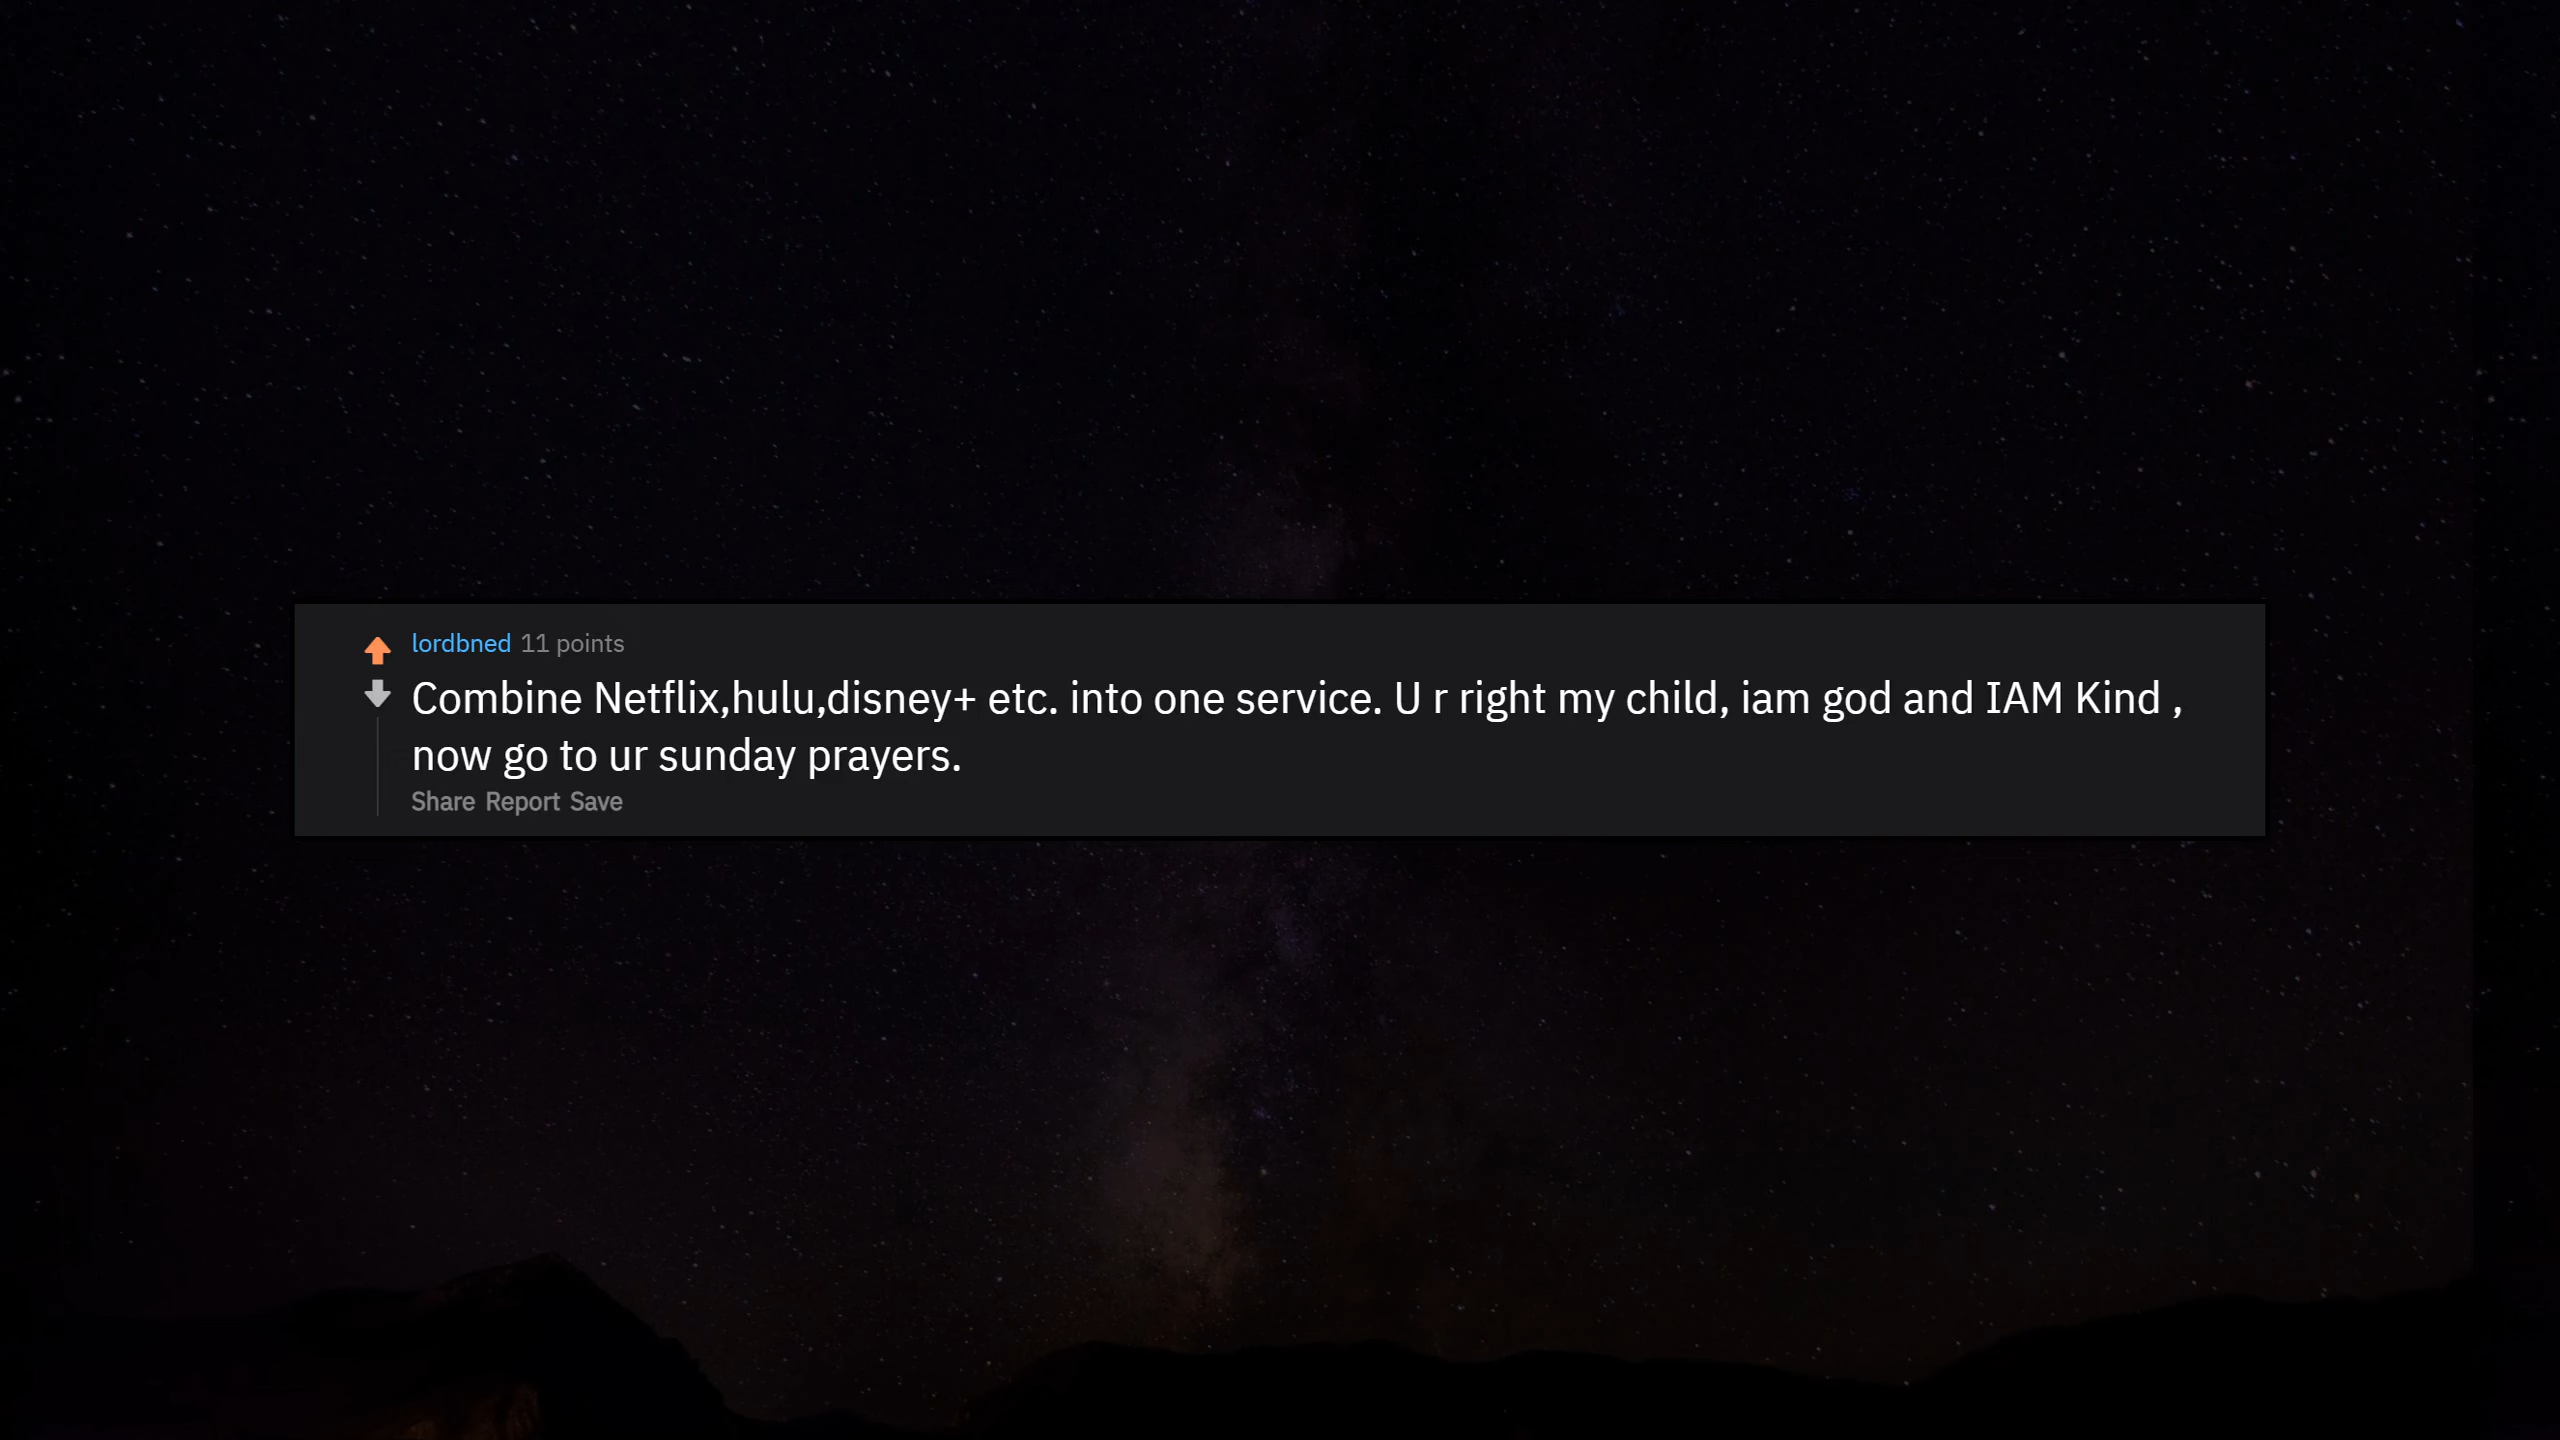 lordbned 11 points
Combine Netflix,hulu,disney+ etc. into one service. U r right my child, iam god and IAM Kind ,
now go to ur sunday prayers.
Share Report Save